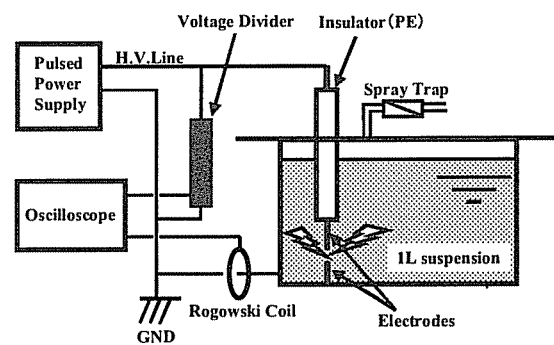 Voltage Divider
Insulator(PE)
Pulsed
Power
Supply
H.V.Line
Spray Trap
Oscilloscope
1L suspension
Rogowski Coil
Electrodes
GND